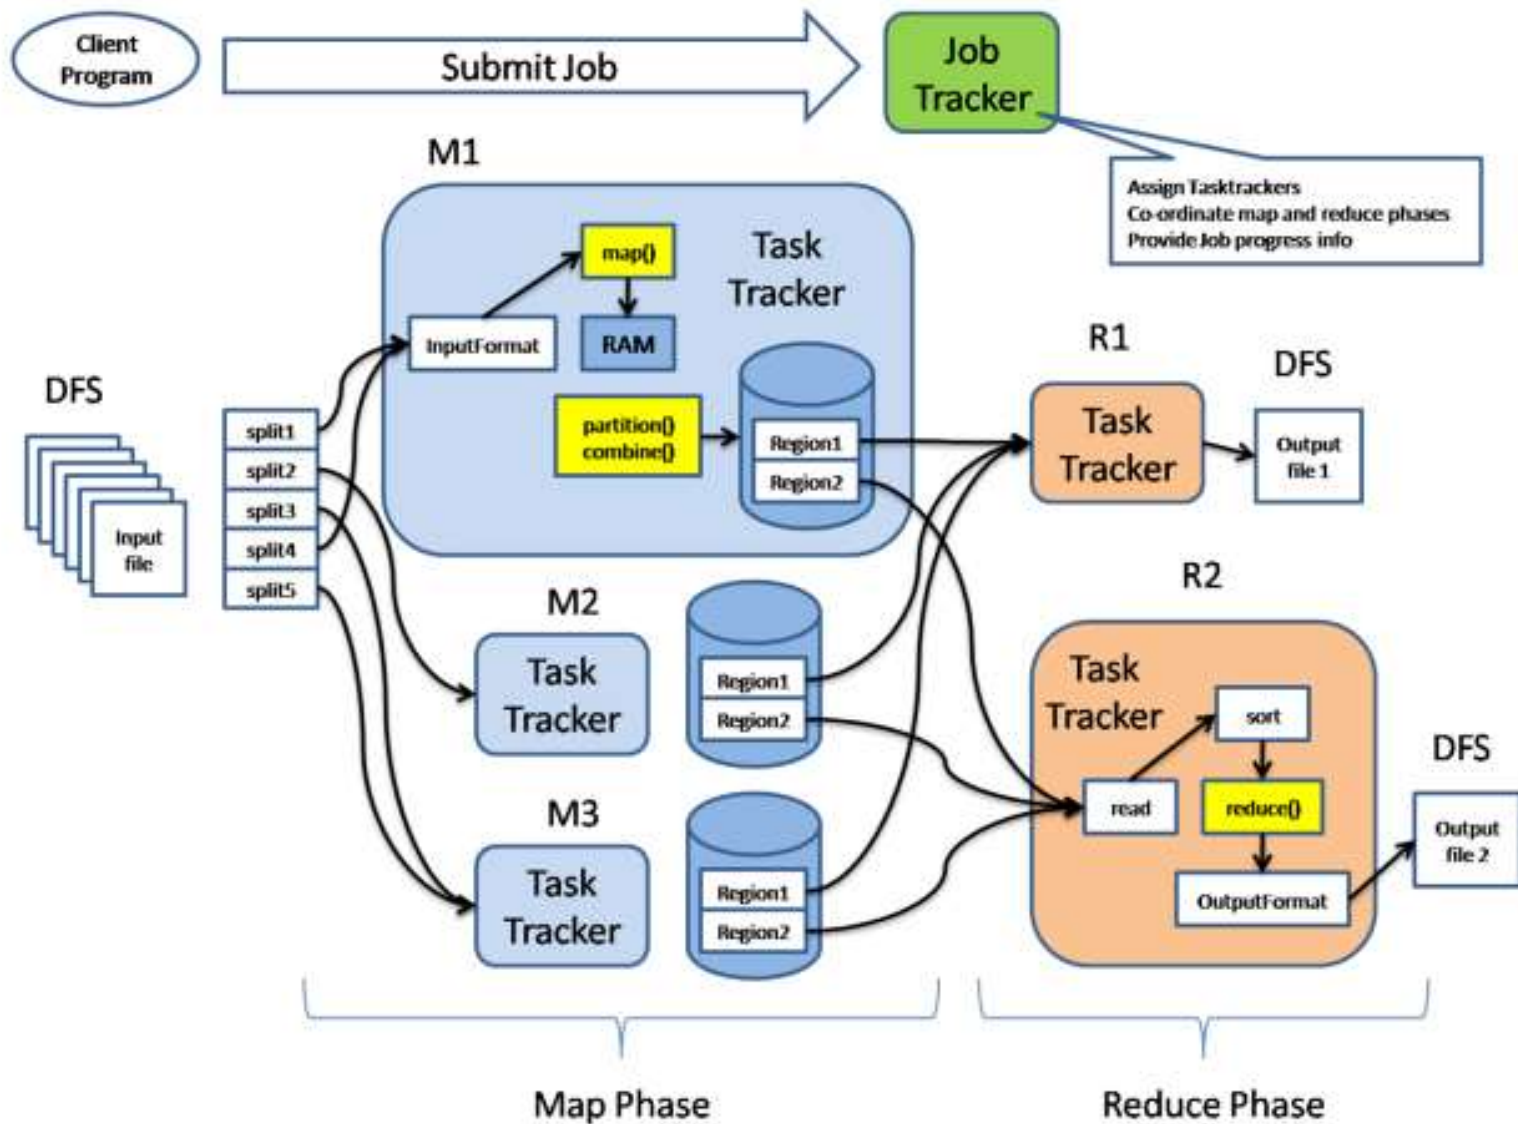 Client
Program
Submit Job
Job
Tracker
Assign Tasktrackers
Co-ordinate map and reduce phases
Provide Job progress info
M1
map()
Task
Tracker
InputFormat
RAM
partition()
combine()
Region1
Region2
DFS
Input
file
split1
split2
split3
split4
split5
M2
Task
Tracker
Region1
Region2
M3
Task
Tracker
Region1
Region2
R1
Task
Tracker
DFS
Output
file 1
R2
Task
Tracker
sort
read
reduce()
OutputFormat
DFS
Output
file 2
Map Phase
Reduce Phase